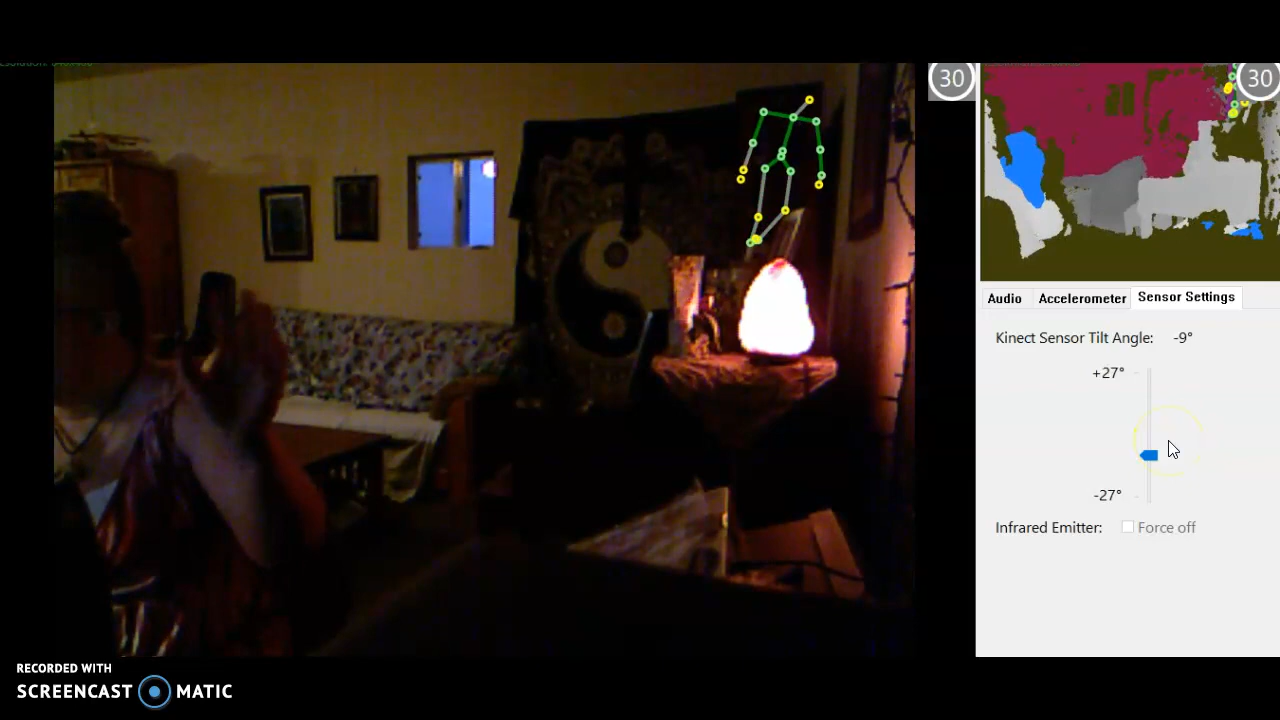 30
30
Audio
Accelerometer
Sensor Settings
Kinect Sensor Tilt Angle: -9°
+27°
-27°
Infrared Emitter: Force off
RECORDED WITH
SCREENCAST MATIC